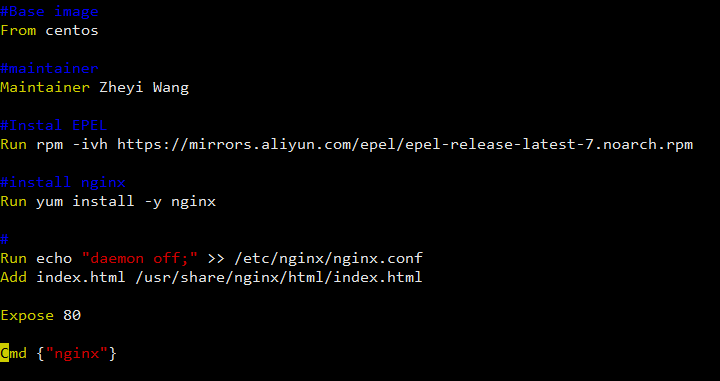 #Base image
From centos
#maintainer
Maintainer Zheyi Wang
#Instal EPEL
Run rpm -ivh https://mirrors.aliyun.com/epel/epel-release-latest-7.noarch.rpm
#install nginx
Run yum install -y nginx
#
Run echo "daemon off;" >> /etc/nginx/nginx.conf
Add index.html /usr/share/nginx/html/index.html
Expose 80
Cmd {"nginx"}